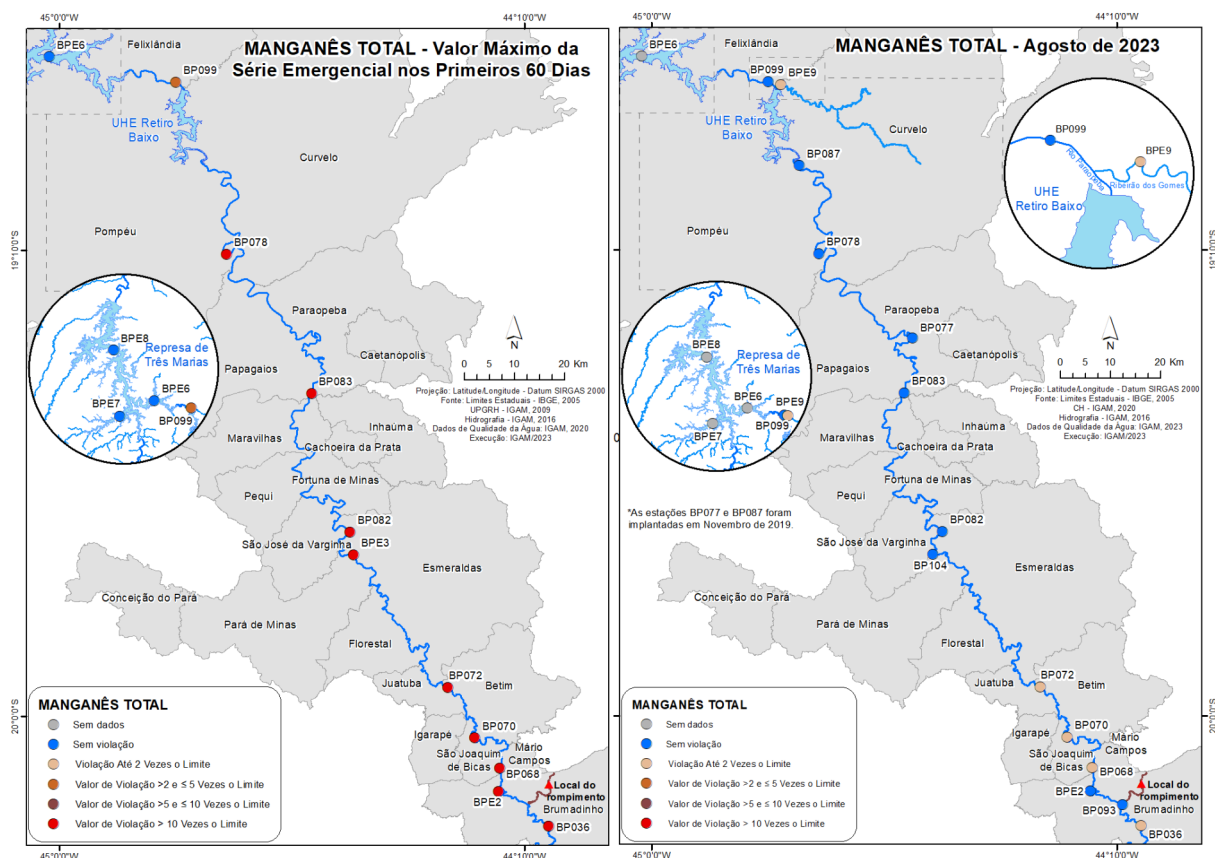 45°0'0"W
44°10'0"W
MANGANÊS TOTAL - Valor Máximo da
Série Emergencial nos Primeiros 60 Dias
BPE6
Felixlândia
BP099
UHE Retiro
Baixo
Curvelo
Pompéu
BP078
19°10'0"S
Paraopeba
N
BPE8
Represa de
Três Marias
BPE6
BPE7
BP099
Caetanópolis
0 5 10 20 Km
Papagaios
BP083
Projeção: Latitude/Longitude - Datum SIRGAS 2000
Fonte: Limites Estaduais - IBGE, 2005
UPGRH - IGAM, 2009
Hidrografia - IGAM, 2016
Dados de Qualidade da Água: IGAM, 2020
Execução: IGAM/2023
Inhaúma
Maravilhas
Cachoeira da Prata
Fortuna de Minas
Pequi
BP082
São José da Varginha
BPE3
Esmeraldas
Conceição do Pará
Pará de Minas
Florestal
BP072
Juatuba
Betim
20°0'0"S
BP070
Igarapé
Mário
Campos
São Joaquim
de Bicas
BP068
Local do
rompimento
BPE2
Brumadinho
BP036
MANGANÊS TOTAL
Sem dados
Sem violação
Violação Até 2 Vezes o Limite
Valor de Violação >2 e ≤ 5 Vezes o Limite
Valor de Violação >5 e ≤ 10 Vezes o Limite
Valor de Violação > 10 Vezes o Limite
45°0'0"W
44°10'0"W
45°0'0"W
44°10'0"W
MANGANÊS TOTAL - Agosto de 2023
BPE6
Felixlândia
BP099
BPE9
UHE Retiro
Baixo
Curvelo
BP087
BP099
BPE9
Rio Paraopeba
Ribeirão dos Gomes
UHE
Retiro Baixo
Pompéu
BP078
19°10'0"S
Paraopeba
BP077
N
BPE8
Represa de
Três Marias
BPE6
BPE9
BP099
BPE7
Caetanópolis
0 5 10 20 Km
Papagaios
BP083
Projeção: Latitude/Longitude - Datum SIRGAS 2000
Fonte: Limites Estaduais - IBGE, 2005
CH - IGAM, 2020
Hidrografia - IGAM, 2016
Dados de Qualidade da Água: IGAM, 2023
Execução: IGAM/2023
Inhaúma
Maravilhas
Cachoeira da Prata
Fortuna de Minas
Pequi
*As estações BP077 e BP087 foram
implantadas em Novembro de 2019.
BP082
São José da Varginha
BP104
Esmeraldas
Conceição do Pará
Pará de Minas
Florestal
BP072
Juatuba
Betim
20°0'0"S
BP070
Igarapé
Mário
Campos
São Joaquim
de Bicas
BP068
Local do
rompimento
BPE2
Brumadinho
BP093
BP036
MANGANÊS TOTAL
Sem dados
Sem violação
Violação Até 2 Vezes o Limite
Valor de Violação >2 e ≤ 5 Vezes o Limite
Valor de Violação >5 e ≤ 10 Vezes o Limite
Valor de Violação > 10 Vezes o Limite
45°0'0"W
44°10'0"W